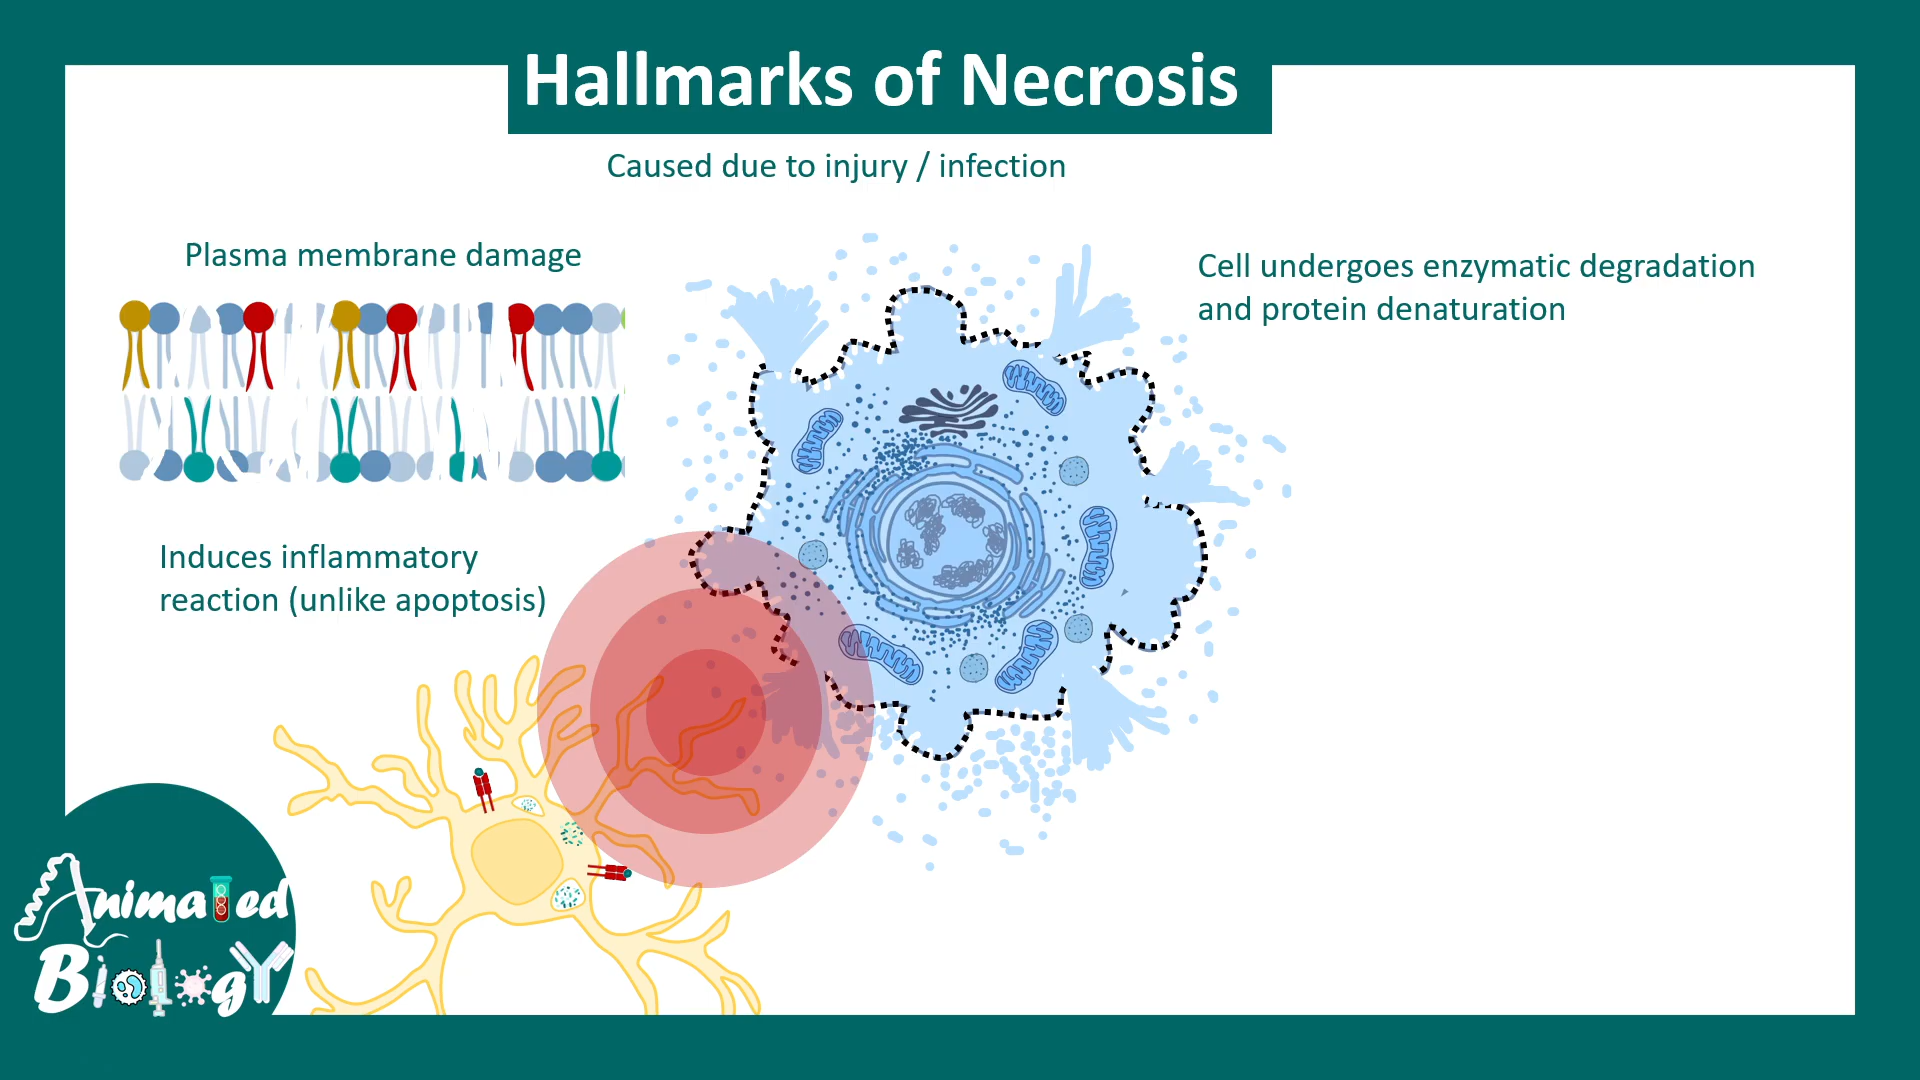 Hallmarks of Necrosis
Caused due to injury / infection
Plasma membrane damage
Cell undergoes enzymatic degradation
and protein denaturation
Induces inflammatory
reaction (unlike apoptosis)
Animated
Biology